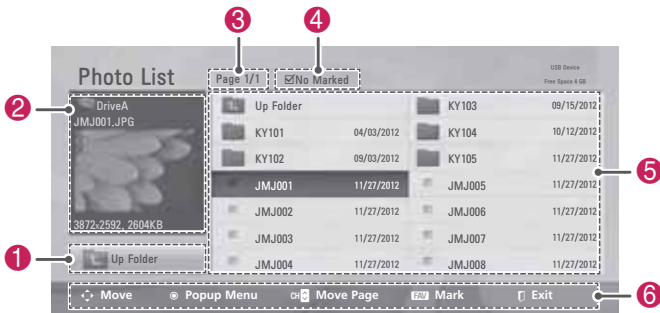 3 4
Photo List Page 1/1 ☑No Marked USB Device
Free Space 4 GB
2 DriveA
JMJ001,JPG
3872x2592, 2604KB
1 Up Folder
Up Folder
KY101 04/03/2012
KY102 09/03/2012
JMJ001 11/27/2012
JMJ002 11/27/2012
JMJ003 11/27/2012
JMJ004 11/27/2012
KY103 09/15/2012
KY104 10/12/2012
KY105 11/27/2012
JMJ005 11/27/2012
JMJ006 11/27/2012
JMJ007 11/27/2012
JMJ008 11/27/2012
5
Move Popup Menu CH Move Page FAV Mark Exit 6